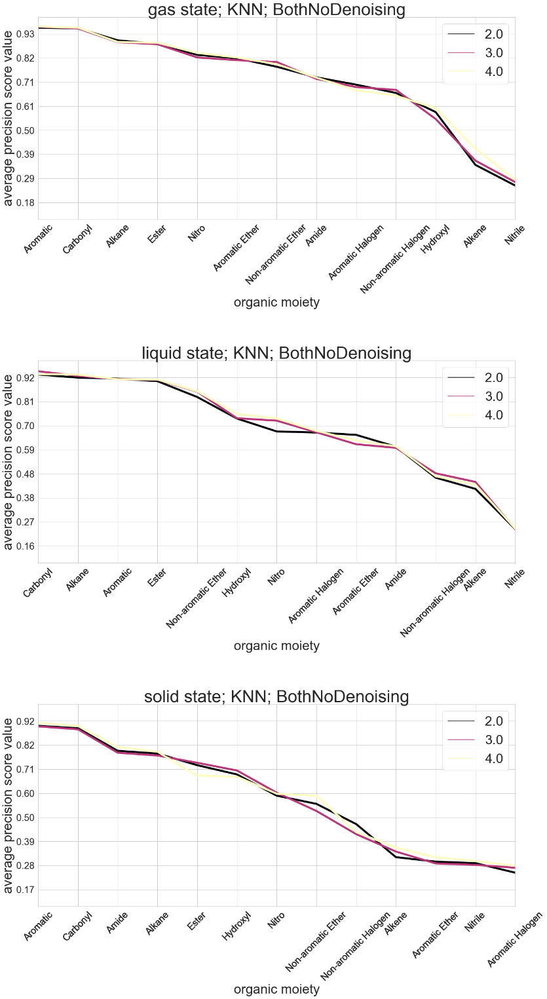 gas state; KNN; BothNoDenoising
average precision score value
0.93
0.82
0.71
0.61
0.50
0.39
0.29
0.18
2.0
3.0
4.0
Aromatic
Carbonyl
Alkane
Ester
Nitro
Aromatic Ether
Non-aromatic Ether
Amide
Aromatic Halogen
Non-aromatic Halogen
Hydroxyl
Alkene
Nitrile
organic moiety
liquid state; KNN; BothNoDenoising
average precision score value
0.92
0.81
0.70
0.59
0.48
0.38
0.27
0.16
2.0
3.0
4.0
Carbonyl
Alkane
Aromatic
Ester
Non-aromatic Ether
Hydroxyl
Nitro
Aromatic Halogen
Aromatic Ether
Amide
Non-aromatic Halogen
Alkene
Nitrile
organic moiety
solid state; KNN; BothNoDenoising
average precision score value
0.92
0.82
0.71
0.60
0.50
0.39
0.28
0.17
2.0
3.0
4.0
Aromatic
Carbonyl
Amide
Alkane
Ester
Hydroxyl
Nitro
Non-aromatic Ether
Non-aromatic Halogen
Alkene
Aromatic Ether
Nitrile
Aromatic Halogen
organic moiety